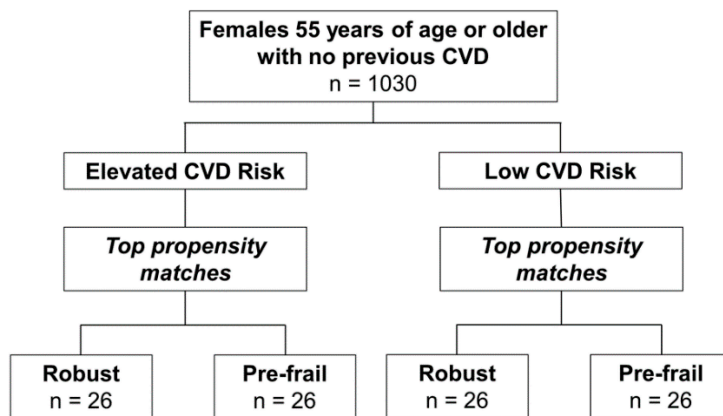 Females 55 years of age or older
with no previous CVD
n = 1030
Elevated CVD Risk
Low CVD Risk
Top propensity
matches
Top propensity
matches
Robust
n = 26
Pre-frail
n = 26
Robust
n = 26
Pre-frail
n = 26